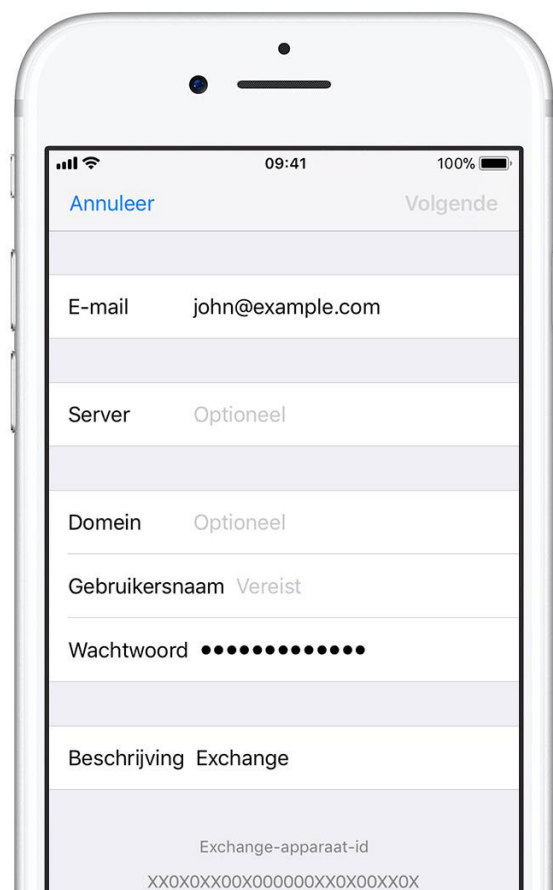 09:41 100%
Annuleer Volgende
E-mail john@example.com
Server Optioneel
Domein Optioneel
Gebruikersnaam Vereist
Wachtwoord •••••••••••••
Beschrijving Exchange
Exchange-apparaat-id
XX0X0XX00X000000XX0X00XX0X